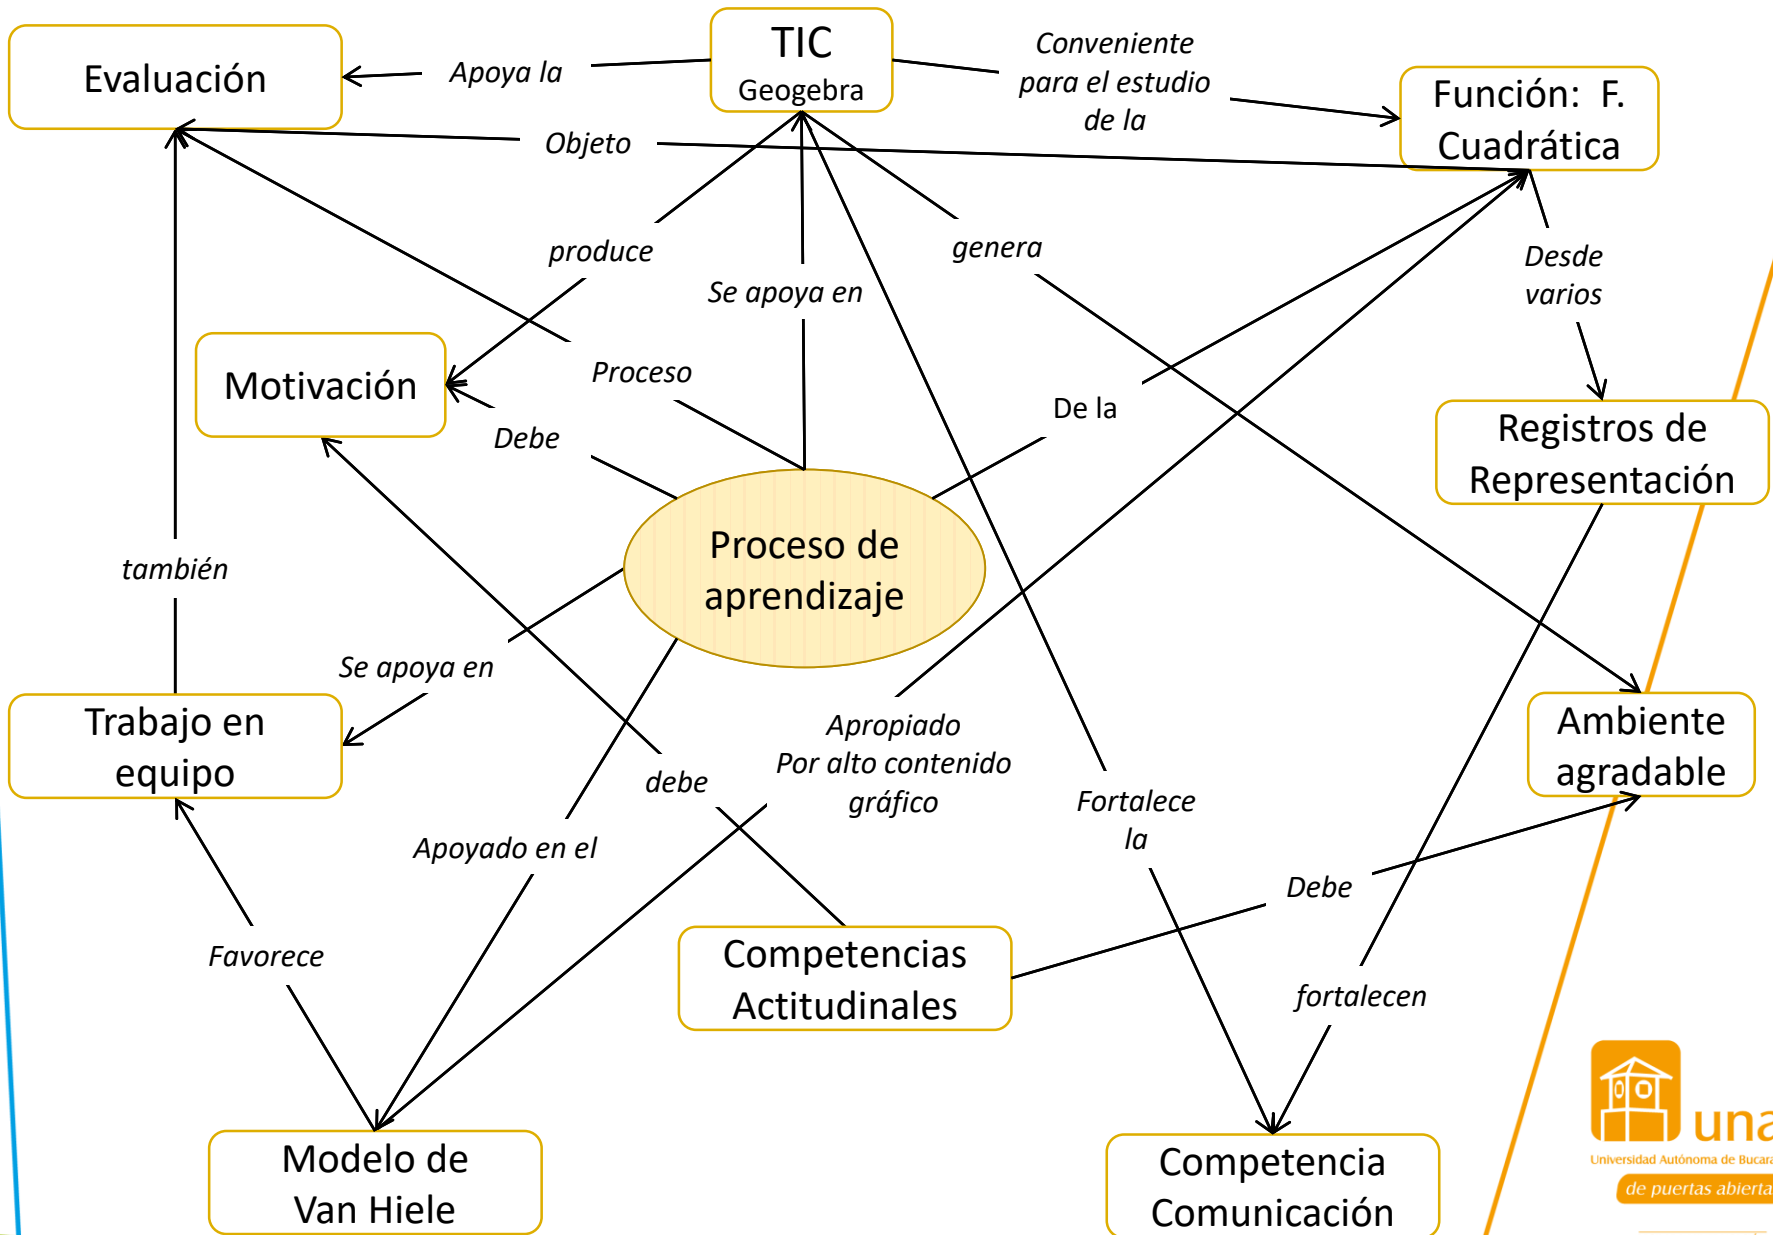 TIC
Geogebra
Evaluación
Apoya la
Conveniente
para el estudio
de la
Función:  F.
Cuadrática
Objeto
produce
Se apoya en
genera
Desde
varios
Motivación
Proceso
Debe
De la
Registros de
Representación
Proceso de
aprendizaje
también
Se apoya en
Trabajo en
equipo
debe
Apropiado
Por alto contenido
gráfico
Fortalece
la
Ambiente
agradable
Apoyado en el
Debe
Favorece
Competencias
Actitudinales
fortalecen
Modelo de
Van Hiele
Competencia
Comunicación
una
Universidad Autónoma de Bucara
de puertas abierta